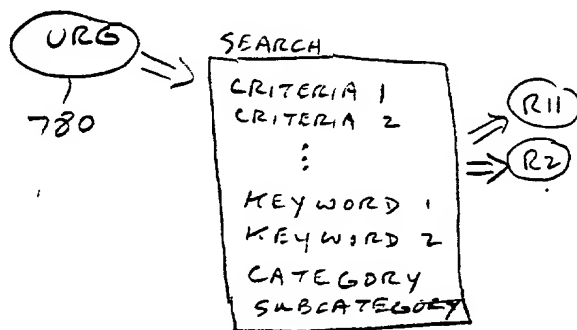 URG
780
SEARCH
CRITERIA 1
CRITERIA 2
⋮
KEYWORD 1
KEYWORD 2
CATEGORY
SUBCATEGORY
R11
R2